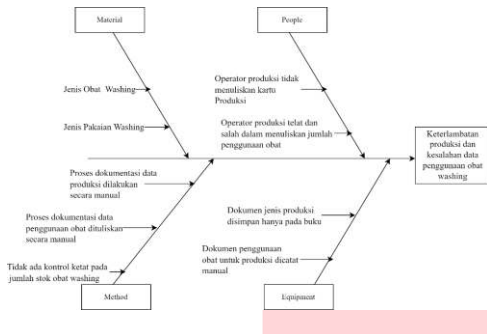 Material
People
Jenis Obat Washing
Jenis Pakaian Washing
Operator produksi tidak
menuliskan kartu
Produksi
Operator produksi telat dan
salah dalam menuliskan jumlah
penggunaan obat
Keterlambatan
produksi dan
kesalahan data
penggunaan obat
washing
Proses dokumentasi data
produksi dilakukan
secara manual
Proses dokumentasi data
penggunaan obat dituliskan
secara manual
Tidak ada kontrol ketat pada
jumlah stok obat washing
Dokumen jenis produksi
disimpan hanya pada buku
Dokumen penggunaan
obat untuk produksi dicatat
manual
Method
Equipment